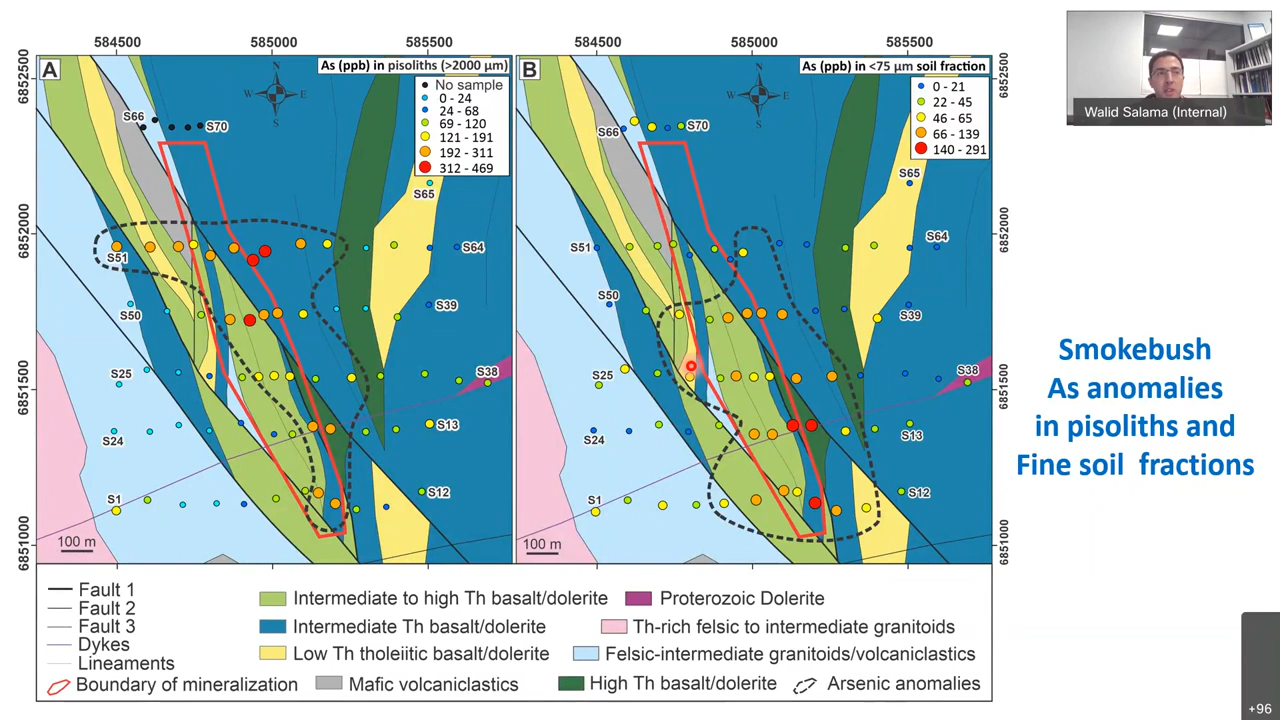 584500
585000
585500
584500
585000
585500
6852500
6852000
6851500
6851000
A
As (ppb) in pisoliths (>2000 µm)
No sample
0 - 24
24 - 68
69 - 120
121 - 191
192 - 311
312 - 469
N
W
E
S
S66
S70
S65
S51
S64
S50
S39
S25
S38
S24
S13
S1
S12
100 m
B
As (ppb) in <75 µm soil fraction
0 - 21
22 - 45
46 - 65
66 - 139
140 - 291
N
W
E
S
S66
S70
S65
S51
S64
S50
S39
S25
S38
S24
S13
S1
S12
100 m
6852500
6852000
6851500
6851000
Fault 1
Fault 2
Fault 3
Dykes
Lineaments
Boundary of mineralization
Intermediate to high Th basalt/dolerite
Intermediate Th basalt/dolerite
Low Th tholeiitic basalt/dolerite
Mafic volcaniclastics
Proterozoic Dolerite
Th-rich felsic to intermediate granitoids
Felsic-intermediate granitoids/volcaniclastics
High Th basalt/dolerite
Arsenic anomalies
Walid Salama (Internal)
Smokebush
As anomalies
in pisoliths and
Fine soil fractions
+96